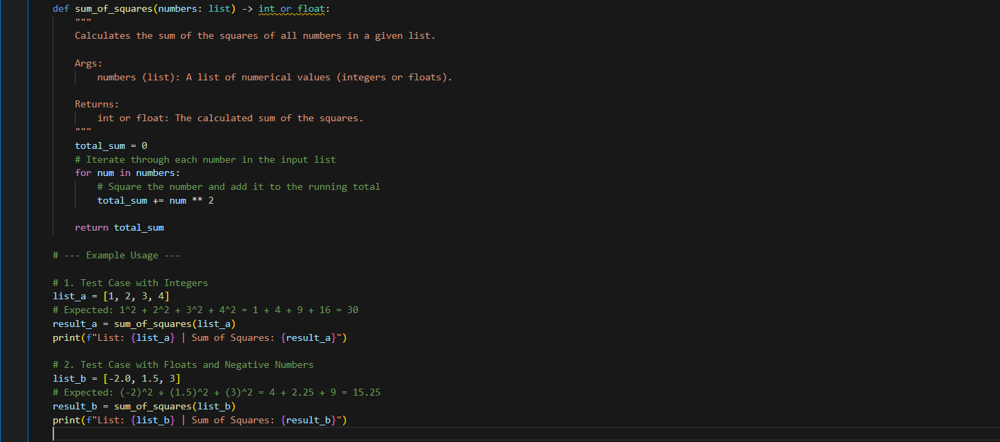 def sum_of_squares(numbers: list) -> int or float:
    """
    Calculates the sum of the squares of all numbers in a given list.

    Args:
        numbers (list): A list of numerical values (integers or floats).

    Returns:
        int or float: The calculated sum of the squares.
    """
    total_sum = 0
    # Iterate through each number in the input list
    for num in numbers:
        # Square the number and add it to the running total
        total_sum += num ** 2

    return total_sum

# --- Example Usage ---

# 1. Test Case with Integers
list_a = [1, 2, 3, 4]
# Expected: 1^2 + 2^2 + 3^2 + 4^2 = 1 + 4 + 9 + 16 = 30
result_a = sum_of_squares(list_a)
print(f"List: {list_a} | Sum of Squares: {result_a}")

# 2. Test Case with Floats and Negative Numbers
list_b = [-2.0, 1.5, 3]
# Expected: (-2)^2 + (1.5)^2 + (3)^2 = 4 + 2.25 + 9 = 15.25
result_b = sum_of_squares(list_b)
print(f"List: {list_b} | Sum of Squares: {result_b}")